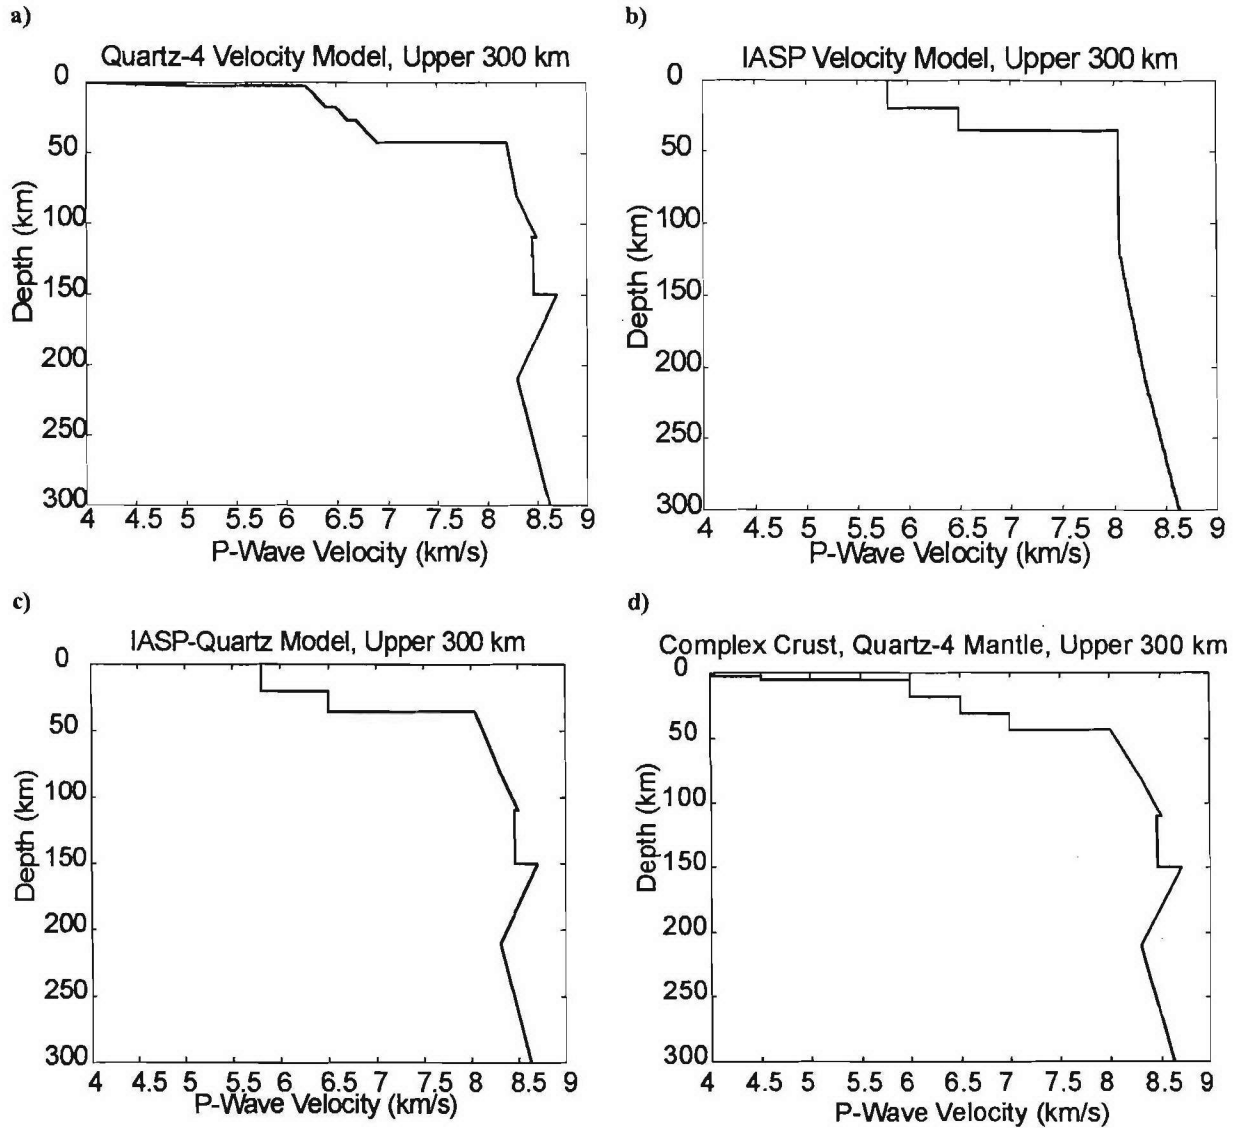 a)
Quartz-4 Velocity Model, Upper 300 km
0
50
100
150
200
250
300
Depth (km)
4 4.5 5 5.5 6 6.5 7 7.5 8 8.5 9
P-Wave Velocity (km/s)
b)
IASP Velocity Model, Upper 300 km
0
50
100
150
200
250
300
Depth (km)
4 4.5 5 5.5 6 6.5 7 7.5 8 8.5 9
P-Wave Velocity (km/s)
c)
IASP-Quartz Model, Upper 300 km
0
50
100
150
200
250
300
Depth (km)
4 4.5 5 5.5 6 6.5 7 7.5 8 8.5 9
P-Wave Velocity (km/s)
d)
Complex Crust, Quartz-4 Mantle, Upper 300 km
0
50
100
150
200
250
300
Depth (km)
4 4.5 5 5.5 6 6.5 7 7.5 8 8.5 9
P-Wave Velocity (km/s)